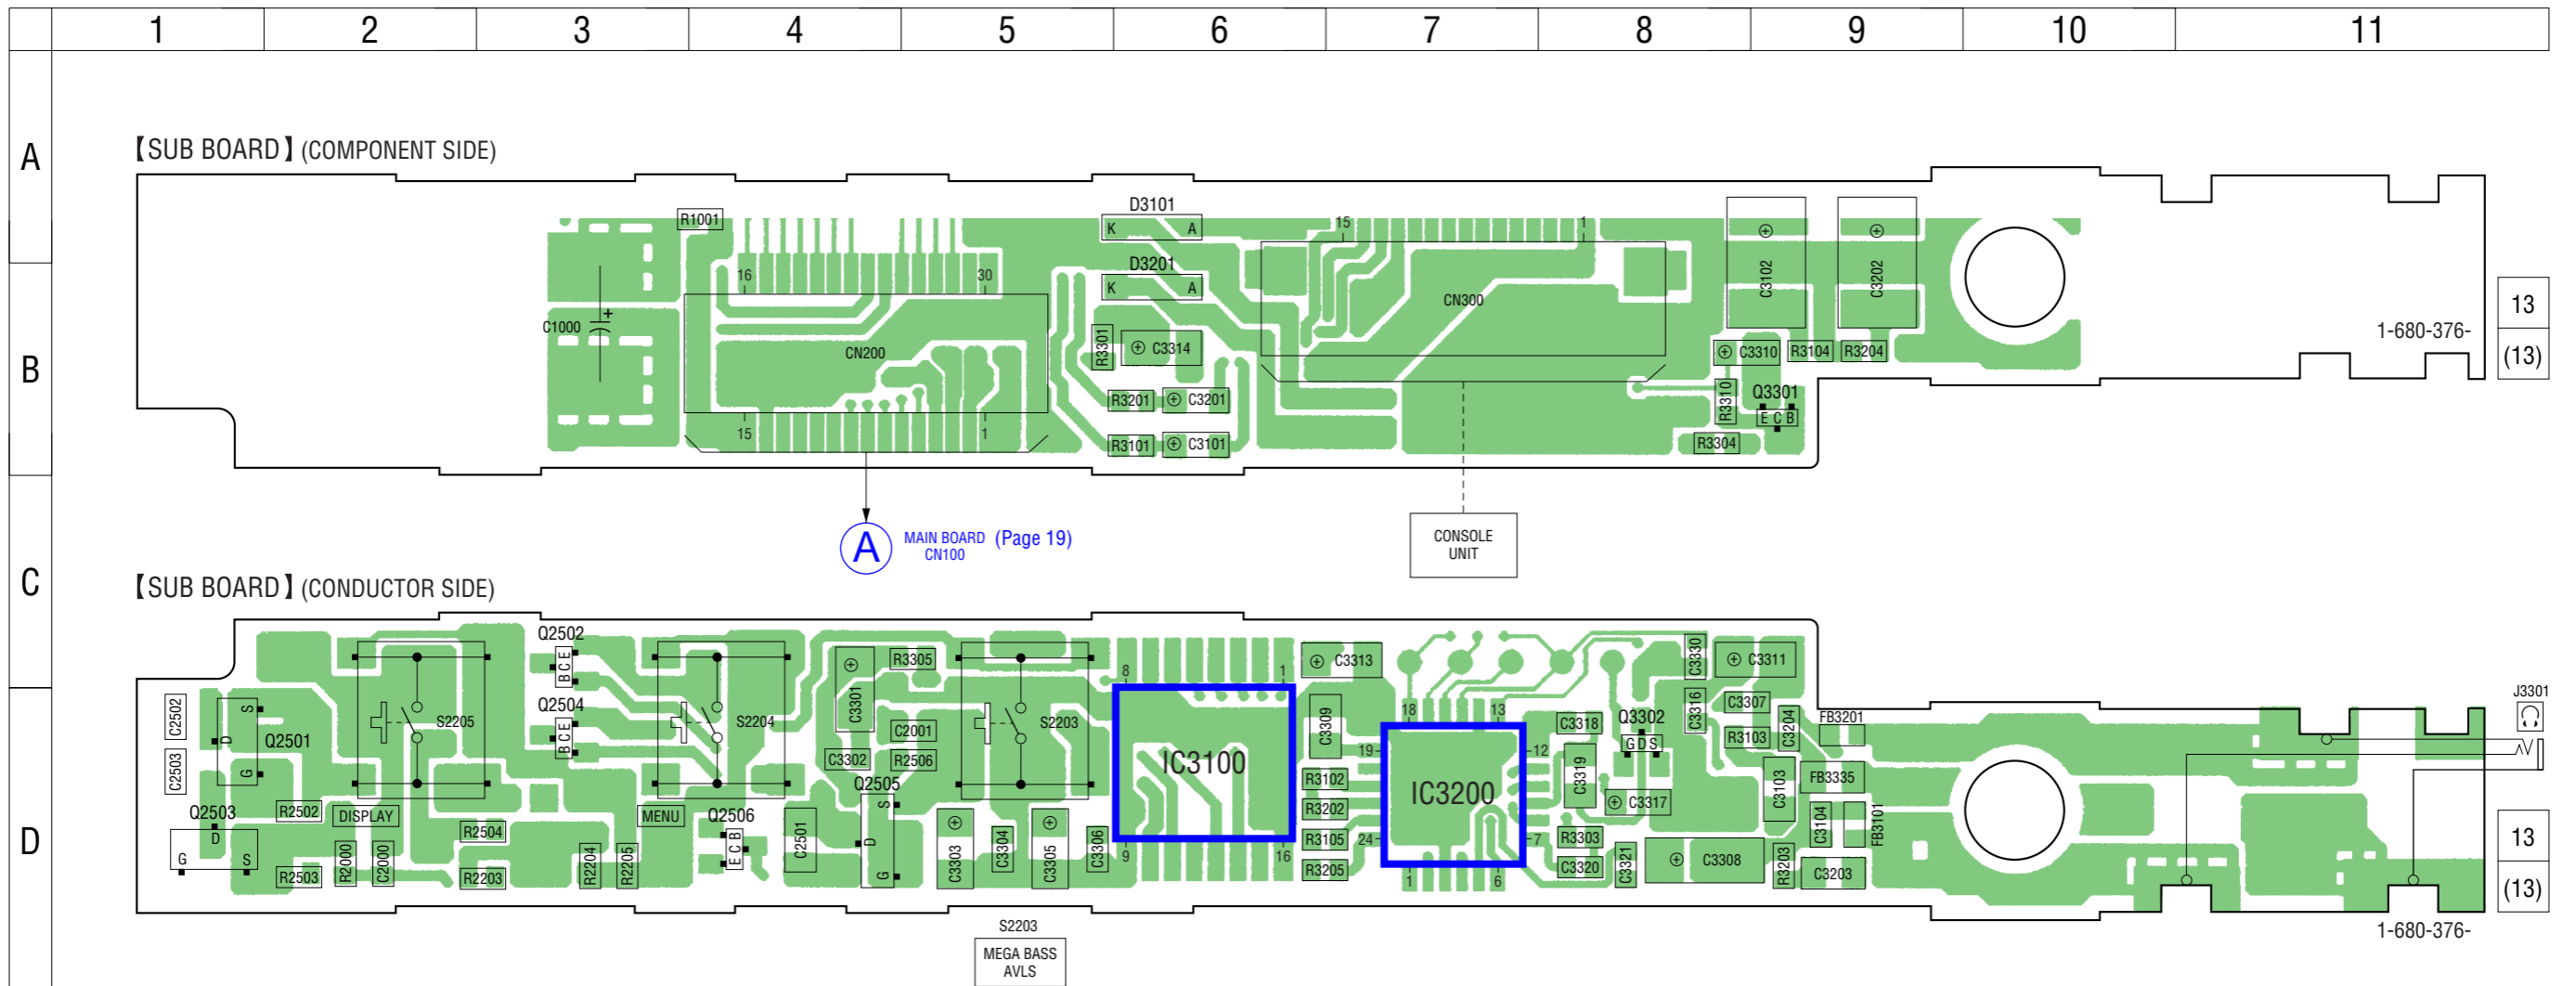 1 2 3 4 5 6 7 8 9 10 11
A
【SUB BOARD】 (COMPONENT SIDE)
R1001
D3101
K A
15 1
D3201
K A
16 30
C3102
C3202
CN300
13
C1000 +
CN200
R3301
C3314
C3310
R3104
R3204
1-680-376-
(13)
B
R3201
C3201
R3310
Q3301
E C B
15 1
R3101
C3101
R3304
A
MAIN BOARD (Page 19)
CN100
CONSOLE
UNIT
C
【SUB BOARD】 (CONDUCTOR SIDE)
Q2502
B C E
R3305
C3301
8 1
C3313
C3330
C3311
C2502
S
D
G
Q2501
S2205
Q2504
B C E
S2204
C2001
S2203
C3309
18 13
C3318
Q3302
G D S
C3316
C3307
C3204
FB3201
J3301
C2503
C3302
R2506
IC3100
19
12
R3103
C3319
R3102
C3103
FB3335
Q2503
D
G S
R2502
DISPLAY
MENU
Q2506
E C B
Q2505
S
D
G
R3202
IC3200
C3317
C3104
FB3101
D
R2504
C2501
C3303
C3304
C3305
C3306
R3105
24
7
R3303
13
R2503
R2000
C2000
R2203
R2204
R2205
9 16
R3205
1 6
C3320
C3321
C3308
R3203
C3203
(13)
S2203
1-680-376-
MEGA BASS
AVLS